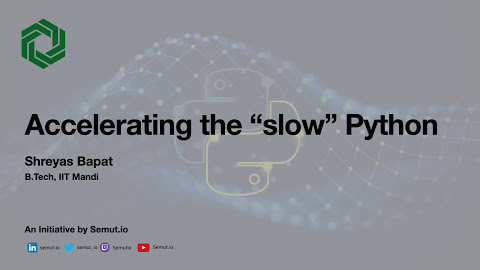 Accelerating the “slow” Python
Shreyas Bapat
B.Tech, IIT Mandi
An Initiative by Semut.io
semut-io semut_io Semutio Semut.io